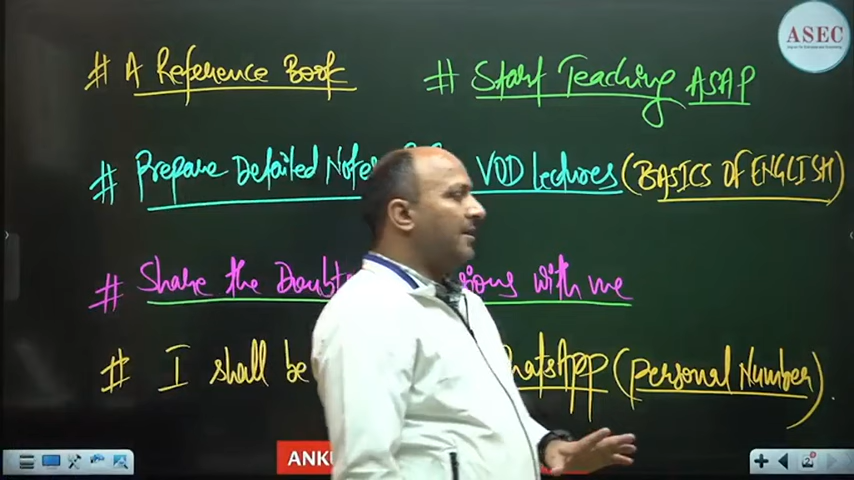 ASEC
# A Reference Book
# Start Teaching ASAP
# Prepare Detailed Notes VOD lectures (BASICS OF ENGLISH)
# Share the Doubt with me
# I shall be WhatsApp (personal Number).
ANKU
2